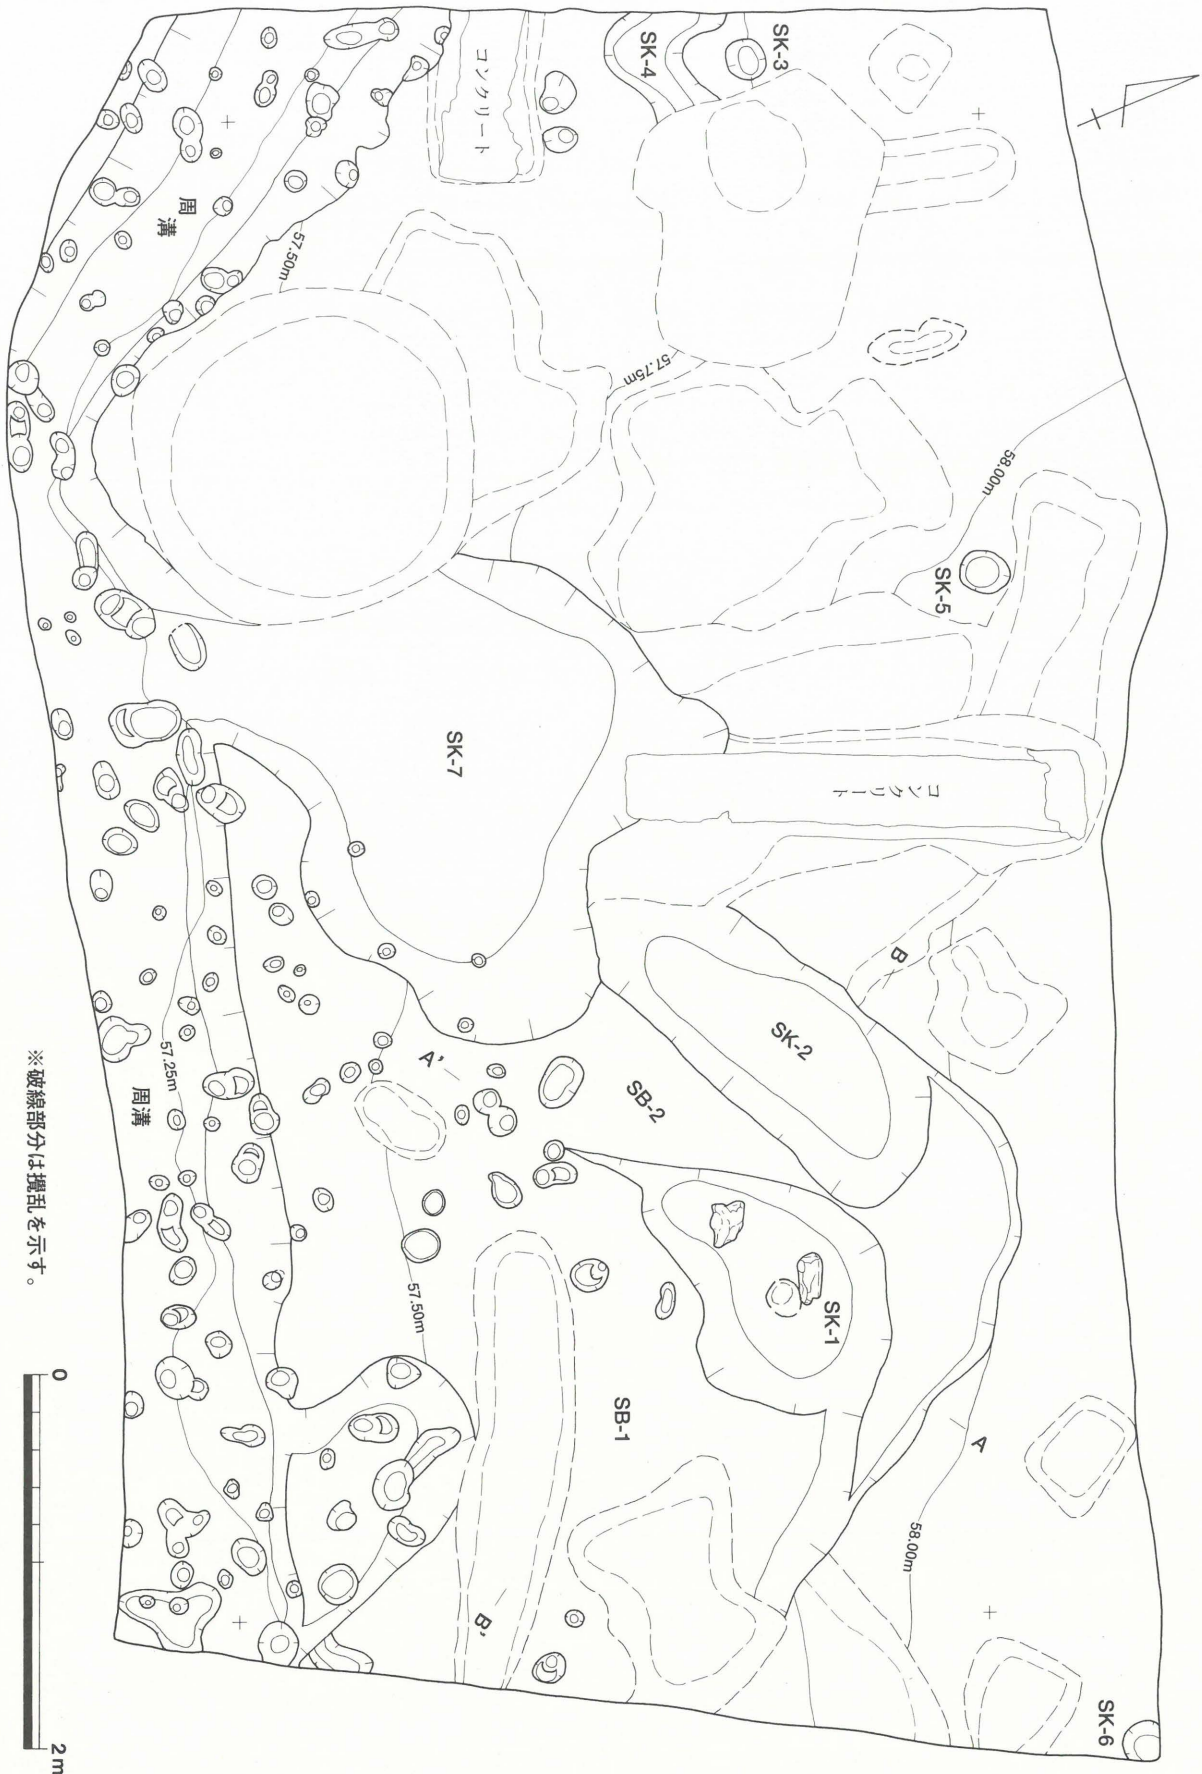 SK-3
SK-4
コンクリート
周溝
57.50m
57.75m
58.00m
SK-5
SK-7
コンクリート
B
SK-2
A'
SB-2
57.25m
周溝
SK-1
57.50m
SB-1
A
58.00m
B'
SK-6
※破線部分は攪乱を示す。
0
2m